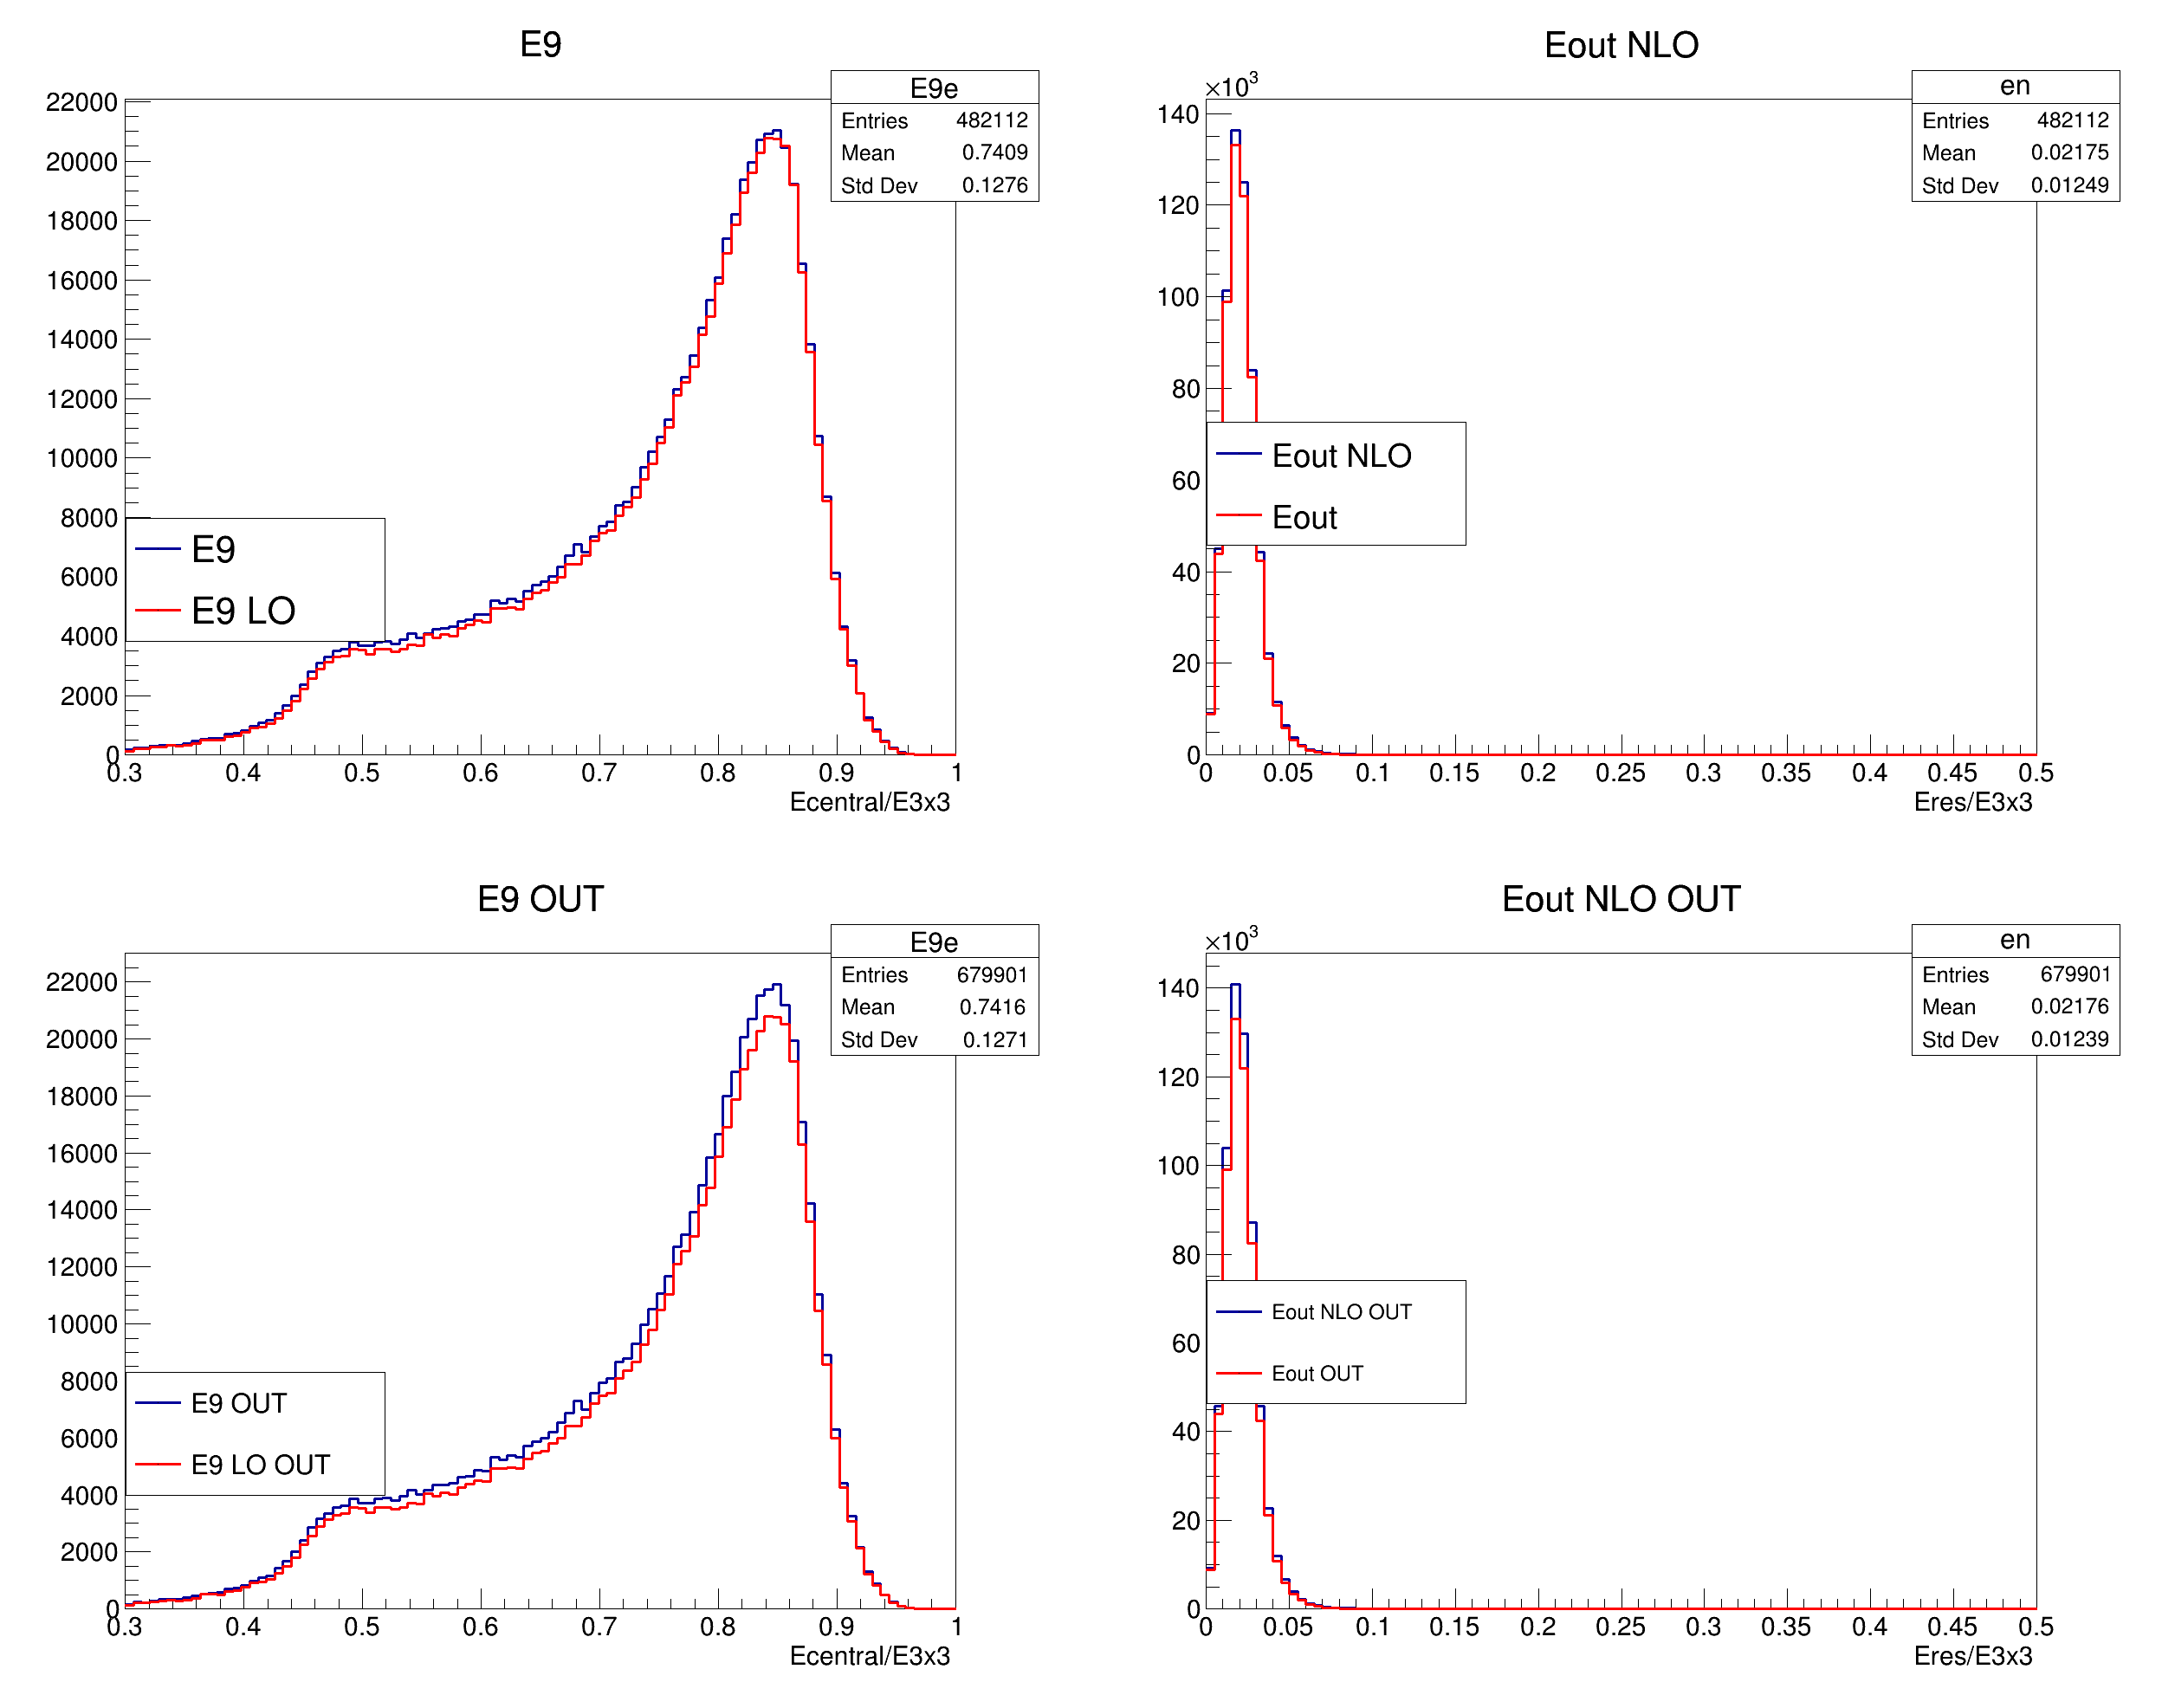 E9
E9e
Entries 482112
Mean 0.7409
Std Dev 0.1276
22000
20000
18000
16000
14000
12000
10000
8000
6000
4000
2000
0
E9
E9 LO
0.3 0.4 0.5 0.6 0.7 0.8 0.9 1
Ecentral/E3x3
Eout NLO
×10³
en
Entries 482112
Mean 0.02175
Std Dev 0.01249
140
120
100
80
60
40
20
0
Eout NLO
Eout
0 0.05 0.1 0.15 0.2 0.25 0.3 0.35 0.4 0.45 0.5
Eres/E3x3
E9 OUT
E9e
Entries 679901
Mean 0.7416
Std Dev 0.1271
22000
20000
18000
16000
14000
12000
10000
8000
6000
4000
2000
0
E9 OUT
E9 LO OUT
0.3 0.4 0.5 0.6 0.7 0.8 0.9 1
Ecentral/E3x3
Eout NLO OUT
×10³
en
Entries 679901
Mean 0.02176
Std Dev 0.01239
140
120
100
80
60
40
20
0
Eout NLO OUT
Eout OUT
0 0.05 0.1 0.15 0.2 0.25 0.3 0.35 0.4 0.45 0.5
Eres/E3x3